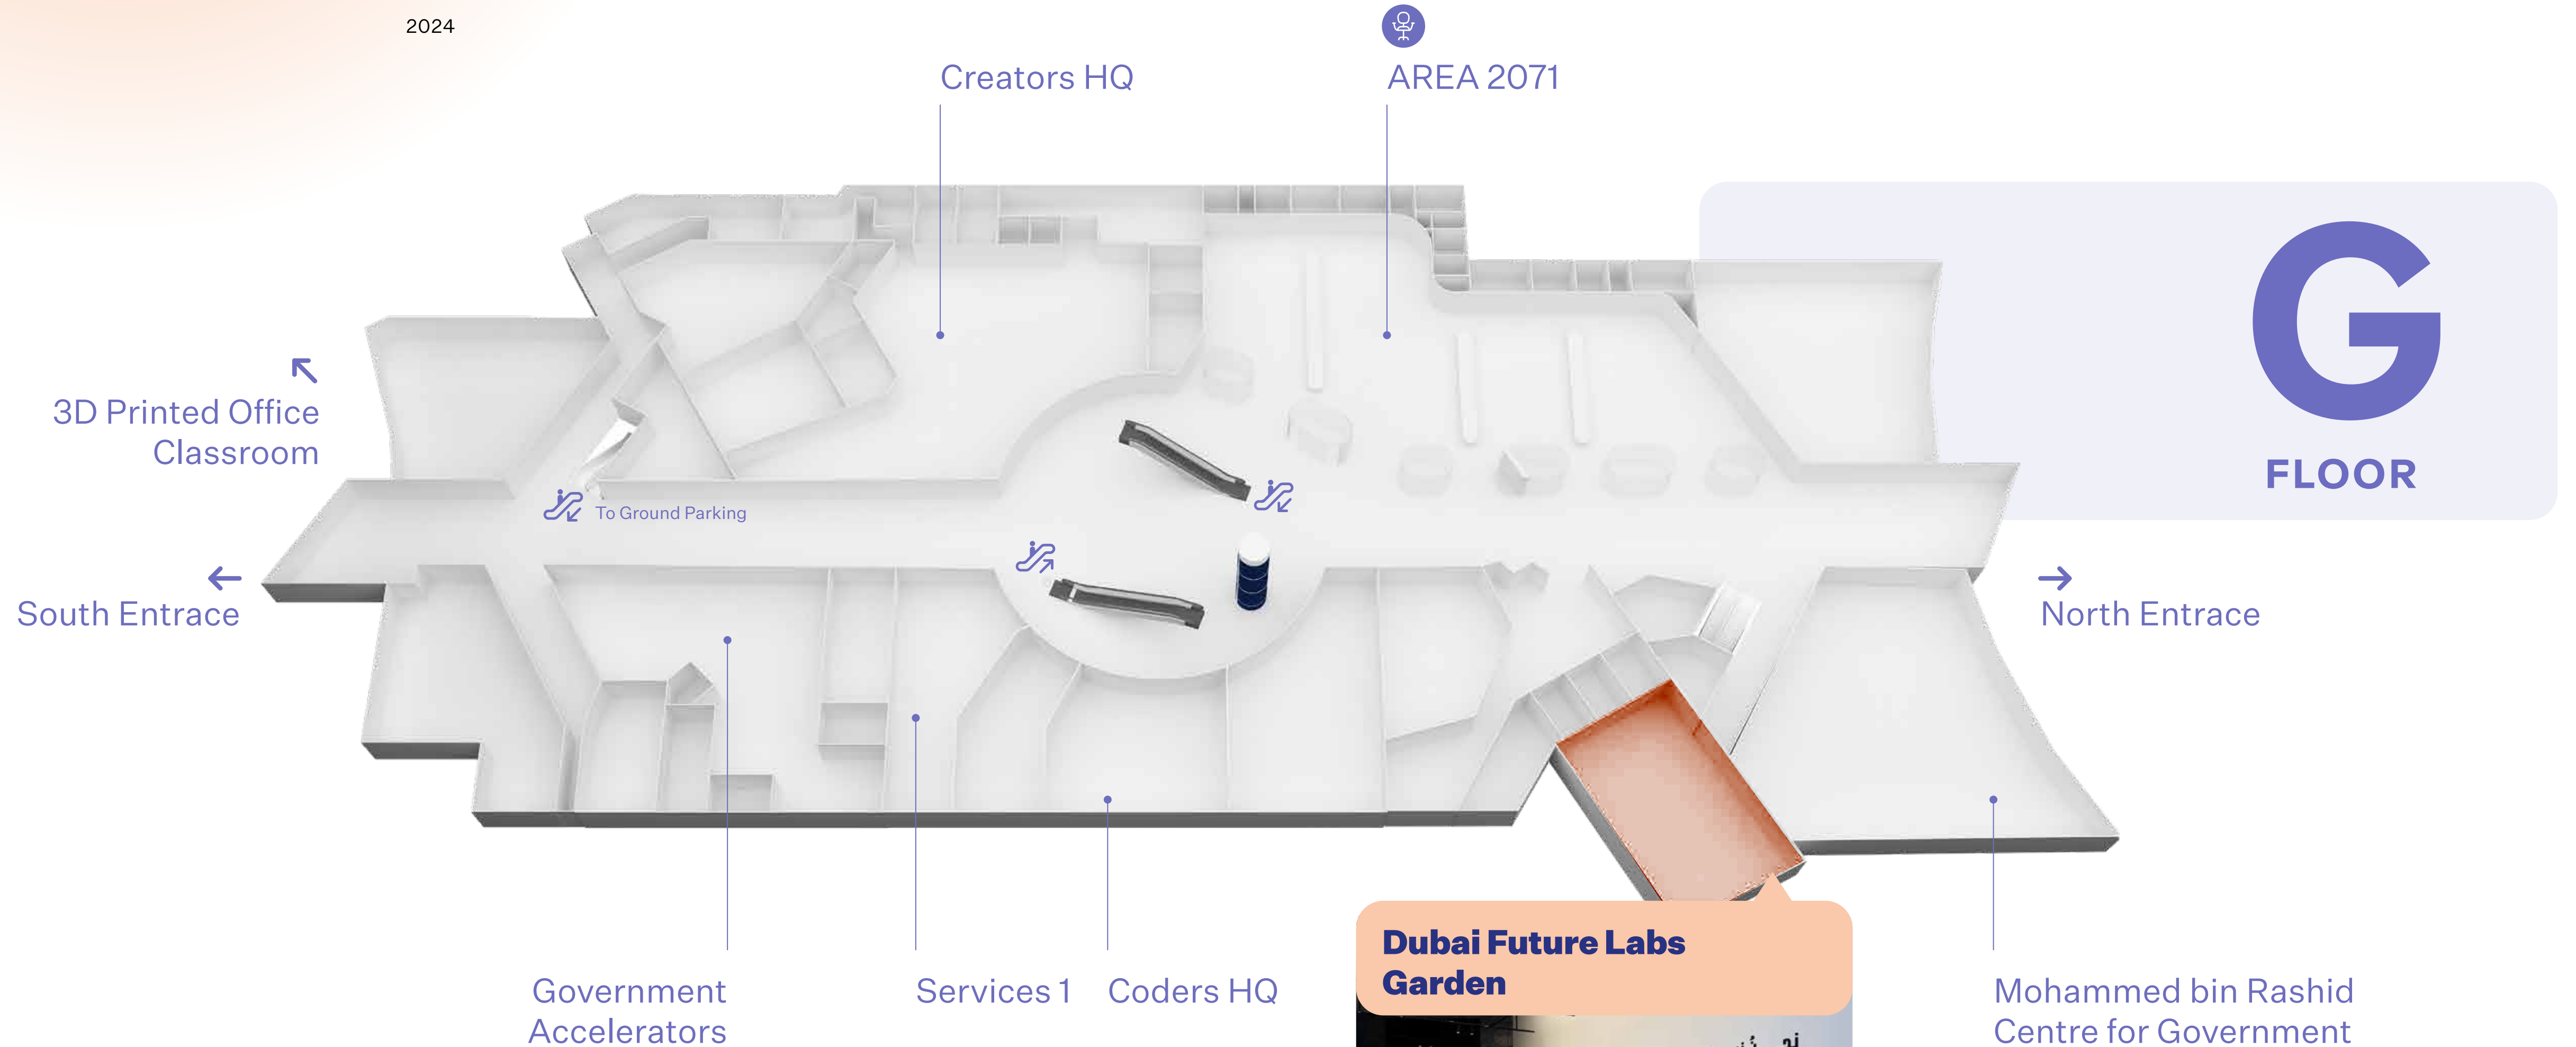 2024
Creators HQ
AREA 2071
G
FLOOR
3D Printed Office
Classroom
To Ground Parking
South Entrace
North Entrace
Dubai Future Labs
Garden
Government
Accelerators
Services 1
Coders HQ
Mohammed bin Rashid
Centre for Government